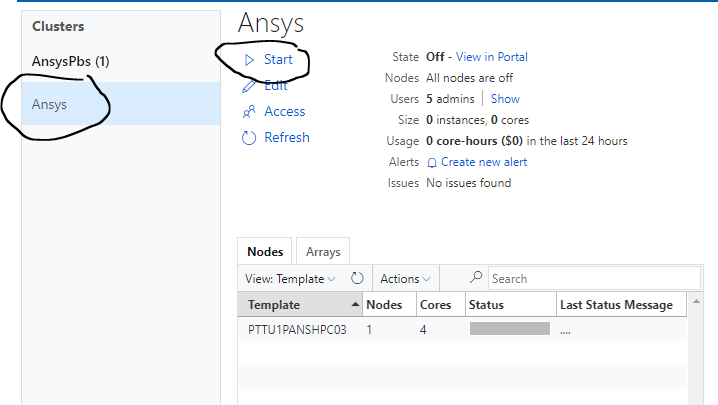 Clusters
AnsysPbs (1)
Ansys
Ansys
Start
Edit
Access
Refresh
State Off - View in Portal
Nodes All nodes are off
Users 5 admins | Show
Size 0 instances, 0 cores
Usage 0 core-hours ($0) in the last 24 hours
Alerts Create new alert
Issues No issues found
Nodes Arrays
View: Template Actions Search
Template Nodes Cores Status Last Status Message
PTTU1PANSHPC03 1 4 ....